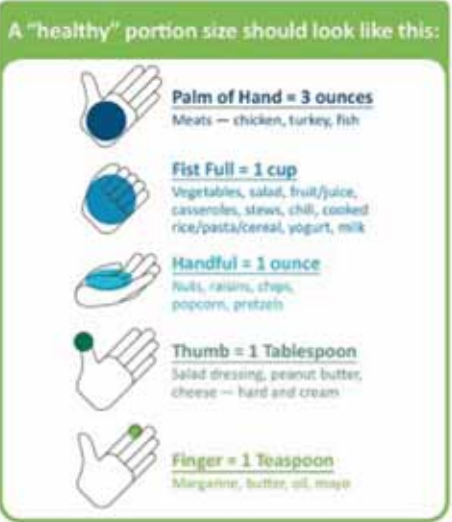 A “healthy” portion size should look like this:
Palm of Hand = 3 ounces
Meats — chicken, turkey, fish
Fist Full = 1 cup
Vegetables, salad, fruit/juice,
casseroles, stews, chili, cooked
rice/pasta/cereal, yogurt, milk
Handful = 1 ounce
Nuts, raisins, chips,
popcorn, pretzels
Thumb = 1 Tablespoon
Salad dressing, peanut butter,
cheese — hard and cream
Finger = 1 Teaspoon
Margarine, butter, oil, mayo